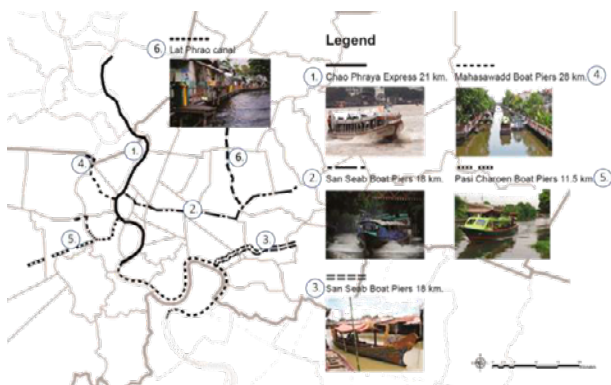 6. Lat Phrao canal
Legend
1. Chao Phraya Express 21 km.
Mahasawadd Boat Piers 28 km. 4.
2. San Seab Boat Piers 18 km.
Pasi Charoen Boat Piers 11.5 km. 5.
3. San Seab Boat Piers 18 km.
1.
4.
6.
2.
5.
3.